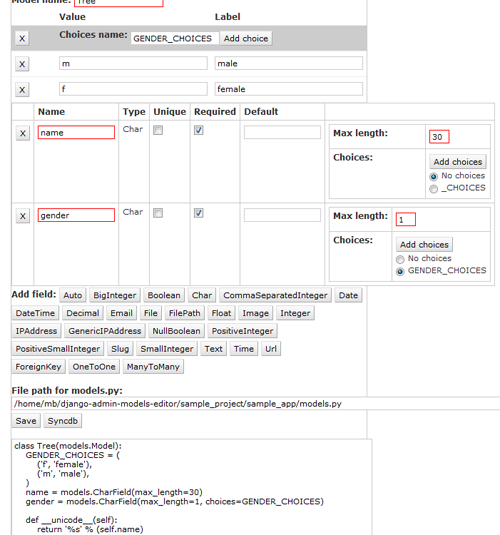 Model name: Tree
Value Label
X Choices name: GENDER_CHOICES Add choice
X m male
X f female
Name Type Unique Required Default
X name Char Max length: 30
Choices: Add choices
No choices
_CHOICES
X gender Char Max length: 1
Choices: Add choices
No choices
GENDER_CHOICES
Add field: Auto BigInteger Boolean Char CommaSeparatedInteger Date
DateTime Decimal Email File FilePath Float Image Integer
IPAddress GenericIPAddress NullBoolean PositiveInteger
PositiveSmallInteger Slug SmallInteger Text Time Url
ForeignKey OneToOne ManyToMany
File path for models.py:
/home/mb/django-admin-models-editor/sample_project/sample_app/models.py
Save Syncdb
class Tree(models.Model):
GENDER_CHOICES = (
('f', 'female'),
('m', 'male'),
)
name = models.CharField(max_length=30)
gender = models.CharField(max_length=1, choices=GENDER_CHOICES)
def __unicode__(self):
return '%s' % (self.name)